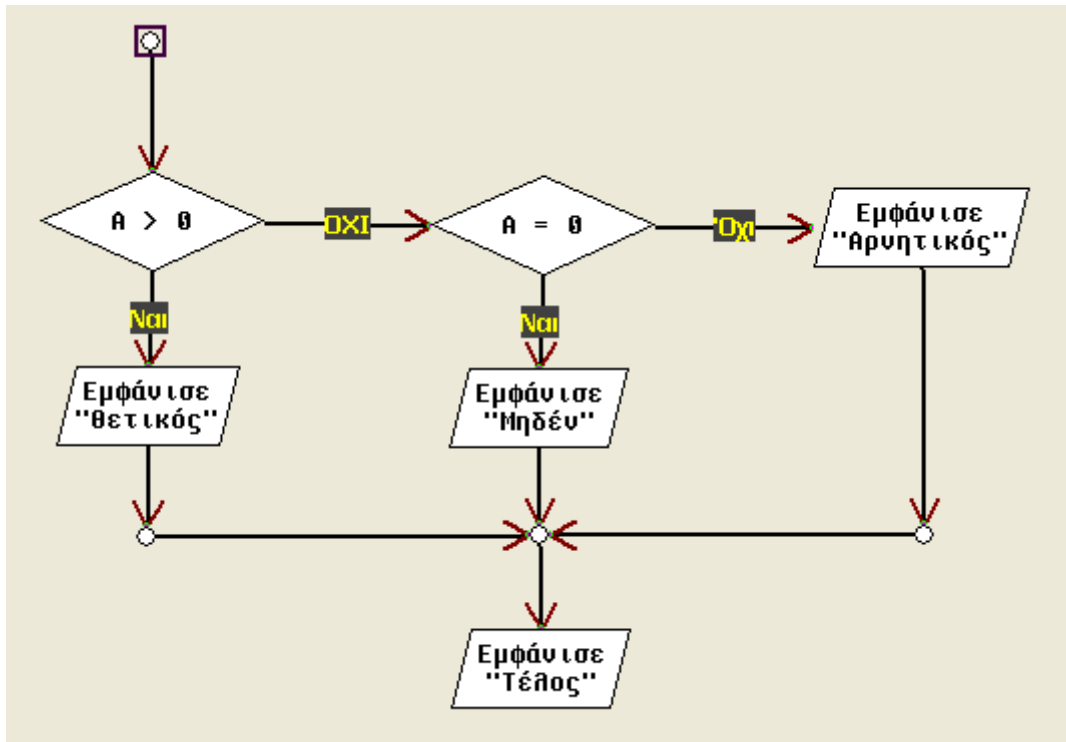 A > 0
ΟΧΙ
A = 0
Όχι
Εμφάνισε
"Αρνητικός"
Ναι
Ναι
Εμφάνισε
"θετικός"
Εμφάνισε
"Μηδέν"
Εμφάνισε
"Τέλος"